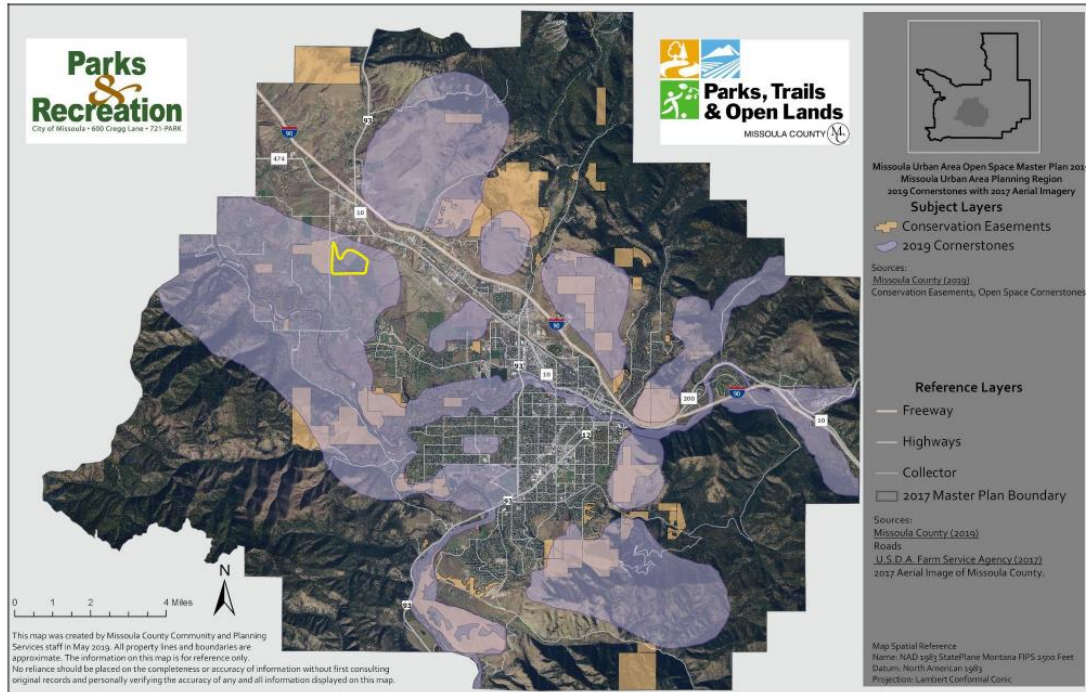 Parks
&
Recreation
City of Missoula • 600 Cregg Lane • 721-PARK
Parks, Trails
& Open Lands
MISSOULA COUNTY MC
90
93
474
10
90
93
10
200
90
10
12
93
93
N
0 1 2 4 Miles
This map was created by Missoula County Community and Planning
Services staff in May 2019. All property lines and boundaries are
approximate. The information on this map is for reference only.
No reliance should be placed on the completeness or accuracy of information without first consulting
original records and personally verifying the accuracy of any and all information displayed on this map.
Missoula Urban Area Open Space Master Plan 201
Missoula Urban Area Planning Region
2019 Cornerstones with 2017 Aerial Imagery
Subject Layers
Conservation Easements
2019 Cornerstones
Sources:
Missoula County (2019)
Conservation Easements, Open Space Cornerstones
Reference Layers
Freeway
Highways
Collector
2017 Master Plan Boundary
Sources:
Missoula County (2019)
Roads
U.S.D.A. Farm Service Agency (2017)
2017 Aerial Image of Missoula County.
Map Spatial Reference
Name: NAD 1983 StatePlane Montana FIPS 2500 Feet
Datum: North American 1983
Projection: Lambert Conformal Conic